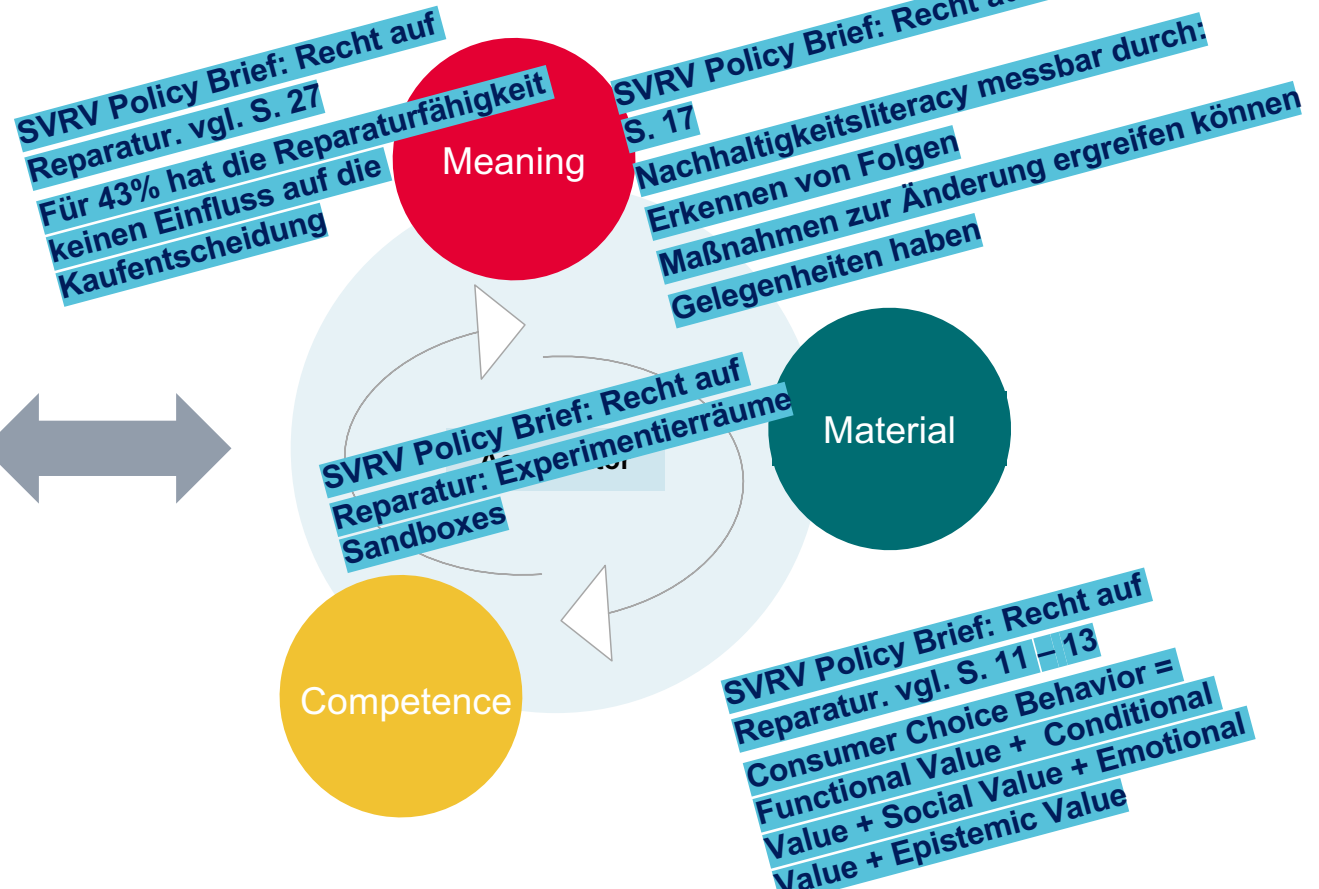 SVRV Policy Brief: Recht auf
Reparatur. vgl. S. 27
Für 43% hat die Reparaturfähigkeit
keinen Einfluss auf die
Kaufentscheidung
Meaning
SVRV Policy Brief: Recht
S. 17
Nachhaltigkeitsliteracy messbar durch:
Erkennen von Folgen
Maßnahmen zur Änderung ergreifen können
Gelegenheiten haben
SVRV Policy Brief: Recht auf
Reparatur: Experimentierräume
Sandboxes
Material
Competence
SVRV Policy Brief: Recht auf
Reparatur. vgl. S. 11 – 13
Consumer Choice Behavior =
Functional Value + Conditional
Value + Social Value + Emotional
Value + Epistemic Value